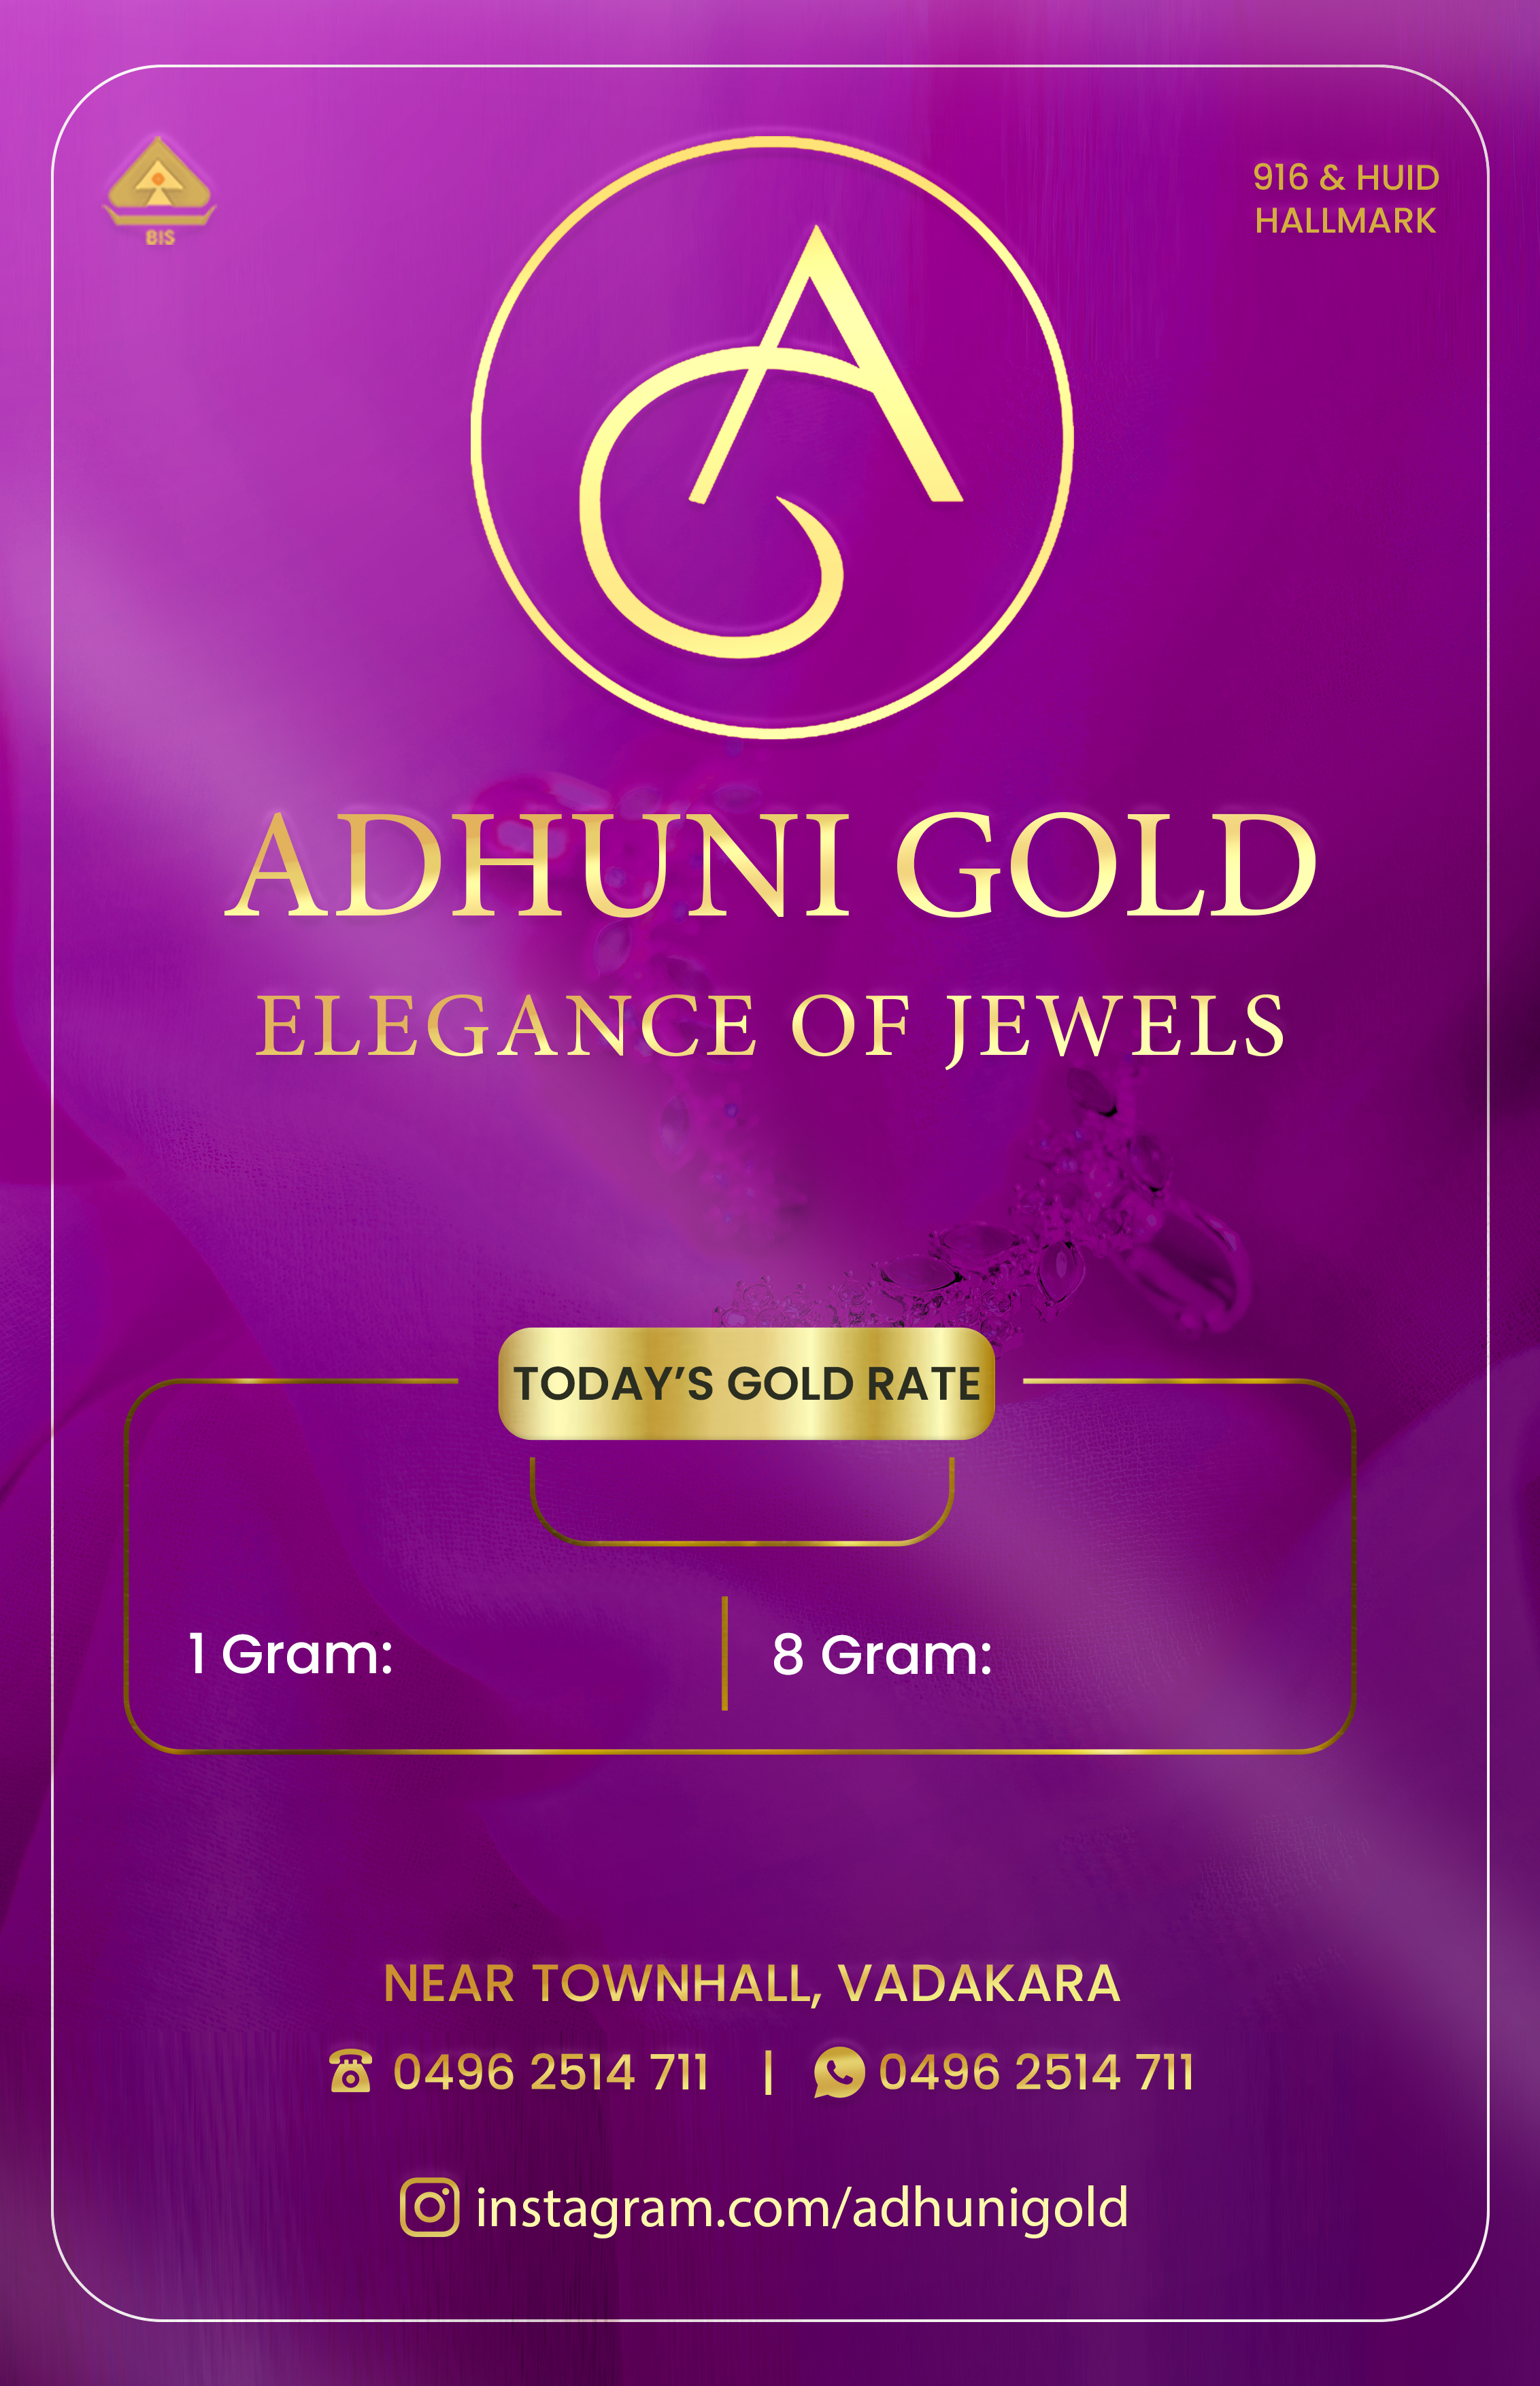 BIS
916 & HUID
HALLMARK
ADHUNI GOLD
ELEGANCE OF JEWELS
TODAY’S GOLD RATE
1 Gram:
8 Gram:
NEAR TOWNHALL, VADAKARA
0496 2514 711 | 0496 2514 711
instagram.com/adhunigold